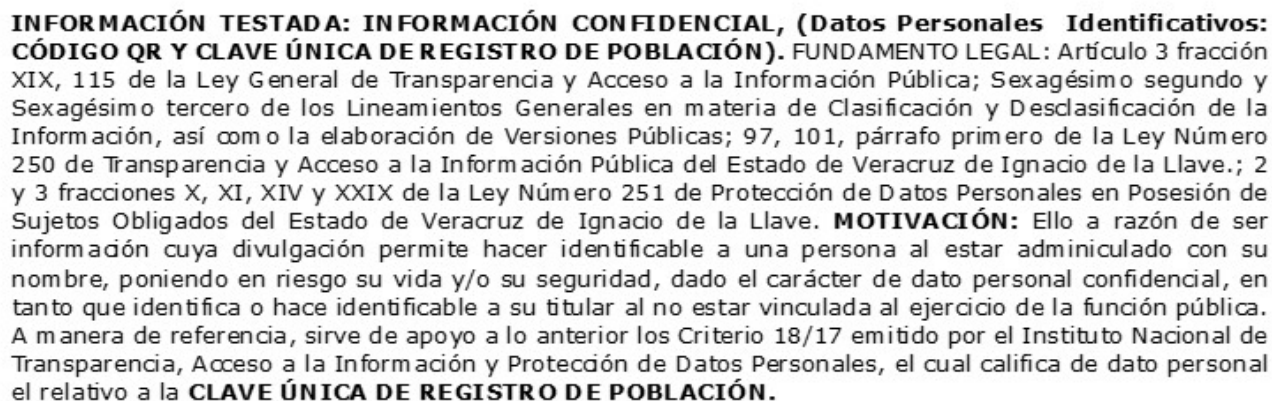 INFORMACIÓN TESTADA: INFORMACIÓN CONFIDENCIAL, (Datos Personales Identificativos:
CÓDIGO QR Y CLAVE ÚNICA DE REGISTRO DE POBLACIÓN). FUNDAMENTO LEGAL: Artículo 3 fracción
XIX, 115 de la Ley General de Transparencia y Acceso a la Información Pública; Sexagésimo segundo y
Sexagésimo tercero de los Lineamientos Generales en materia de Clasificación y Desclasificación de la
Información, así como la elaboración de Versiones Públicas; 97, 101, párrafo primero de la Ley Número
250 de Transparencia y Acceso a la Información Pública del Estado de Veracruz de Ignacio de la Llave.; 2
y 3 fracciones X, XI, XIV y XXIX de la Ley Número 251 de Protección de Datos Personales en Posesión de
Sujetos Obligados del Estado de Veracruz de Ignacio de la Llave. MOTIVACIÓN: Ello a razón de ser
información cuya divulgación permite hacer identificable a una persona al estar adminiculado con su
nombre, poniendo en riesgo su vida y/o su seguridad, dado el carácter de dato personal confidencial, en
tanto que identifica o hace identificable a su titular al no estar vinculada al ejercicio de la función pública.
A manera de referencia, sirve de apoyo a lo anterior los Criterio 18/17 emitido por el Instituto Nacional de
Transparencia, Acceso a la Información y Protección de Datos Personales, el cual califica de dato personal
el relativo a la CLAVE ÚNICA DE REGISTRO DE POBLACIÓN.